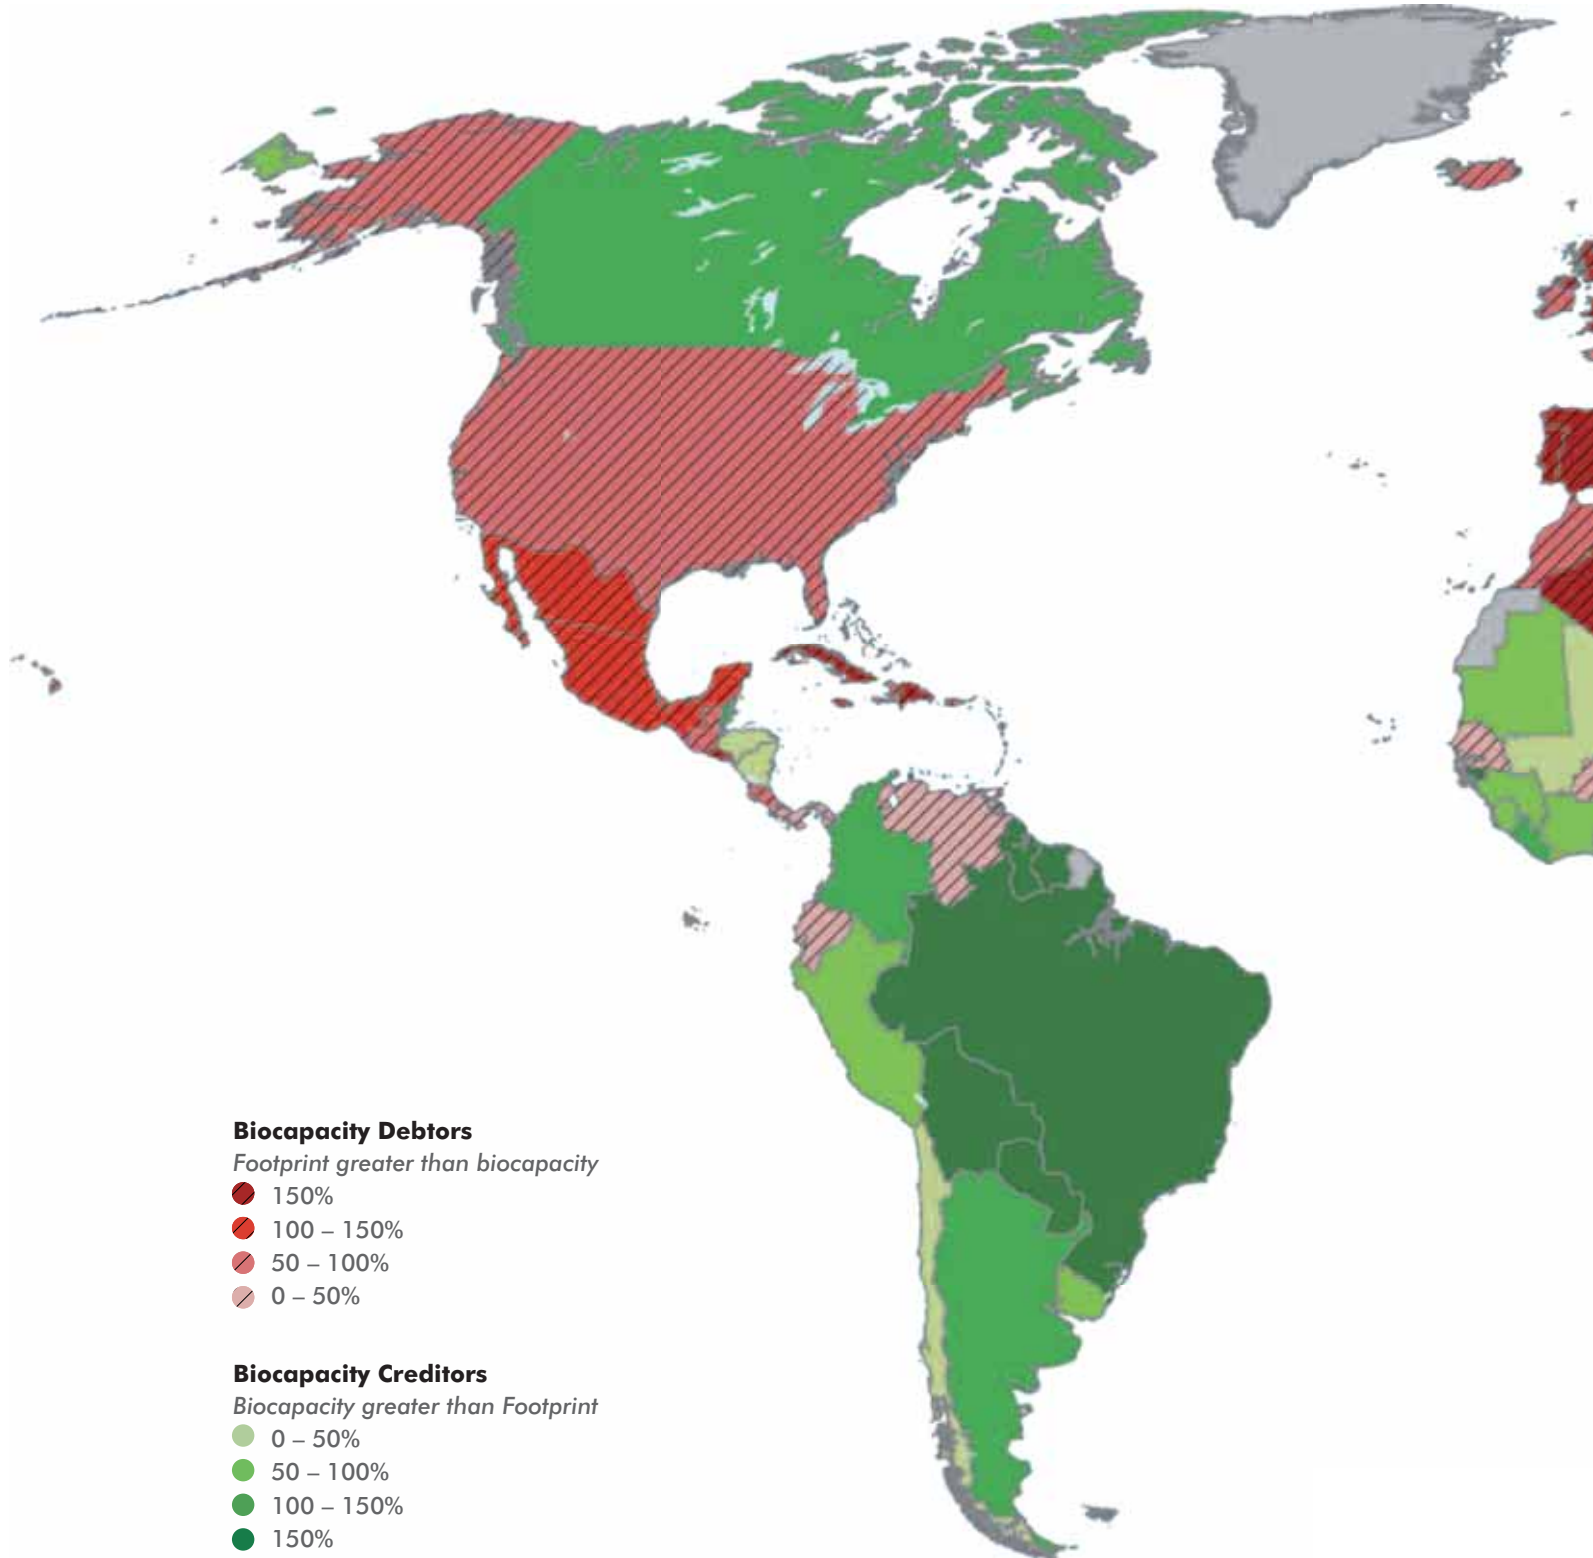 Biocapacity Debtors
Footprint greater than biocapacity
150%
100 – 150%
50 – 100%
0 – 50%
Biocapacity Creditors
Biocapacity greater than Footprint
0 – 50%
50 – 100%
100 – 150%
150%